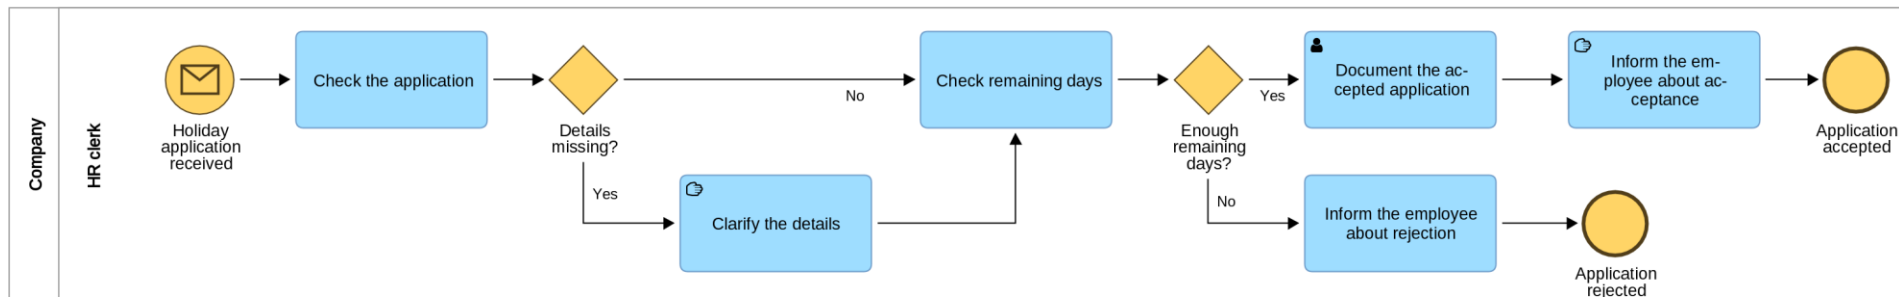 Company
HR clerk
Holiday
application
received
Check the application
Details
missing?
No
Yes
Clarify the details
Check remaining days
Enough
remaining
days?
Yes
No
Document the ac-
cepted application
Inform the em-
ployee about ac-
ceptance
Application
accepted
Inform the employee
about rejection
Application
rejected